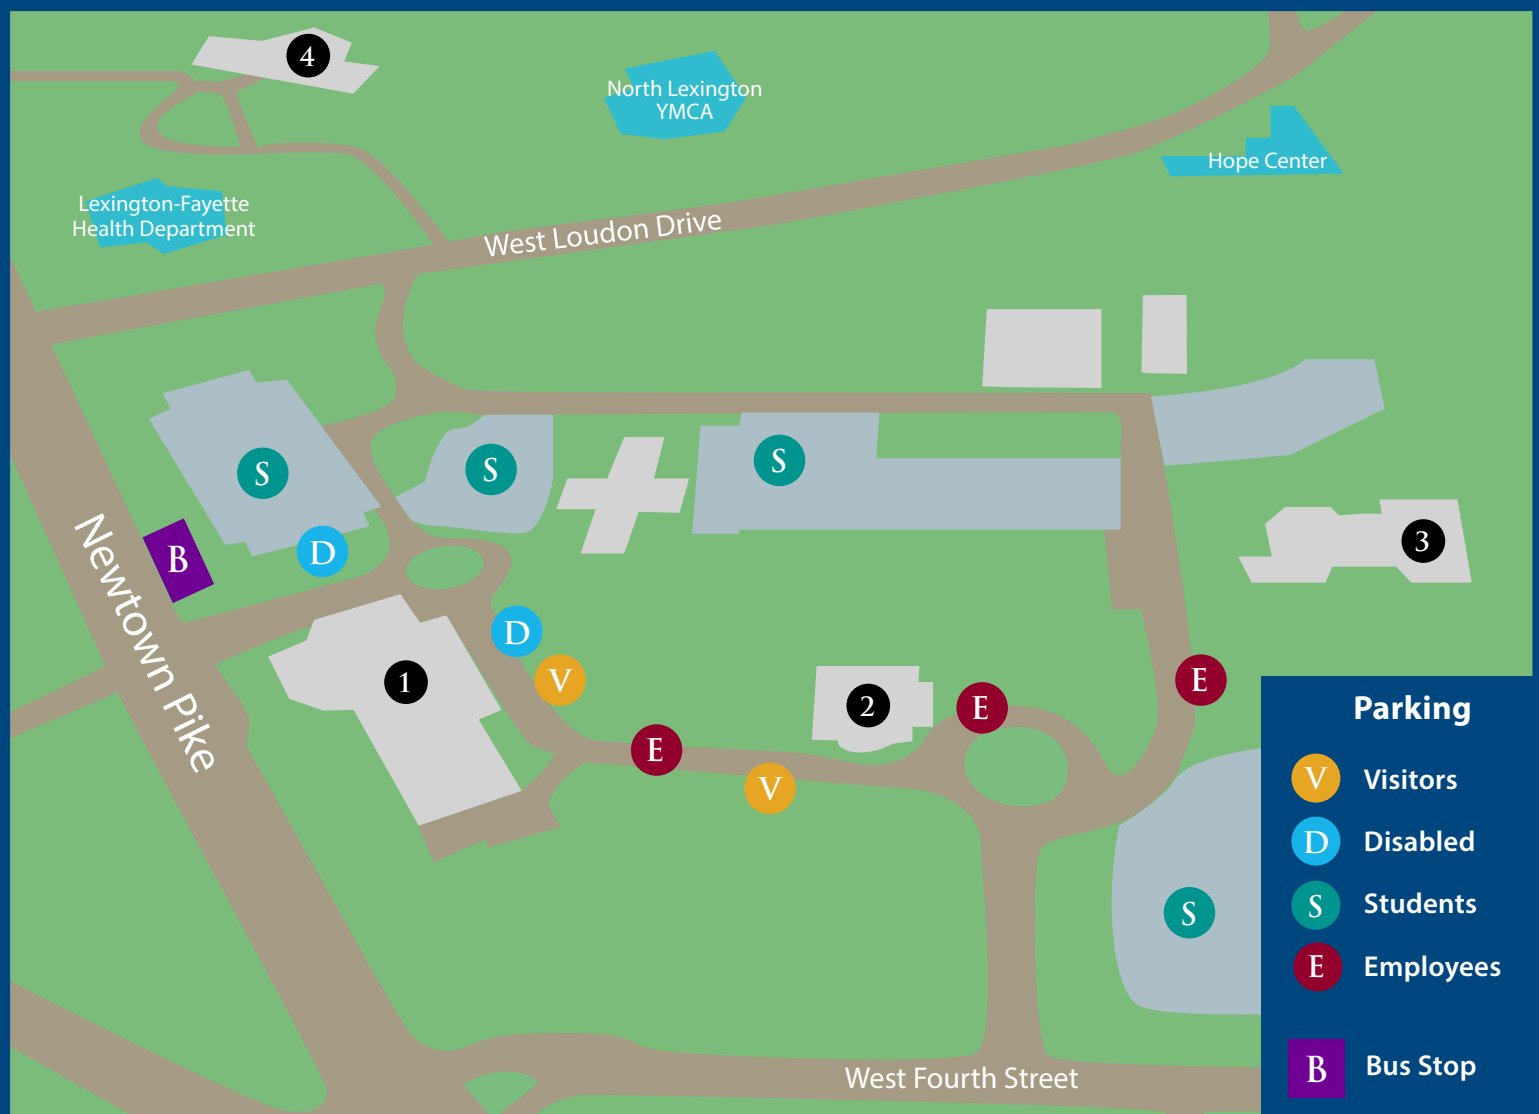 4
North Lexington
YMCA
Hope Center
Lexington-Fayette
Health Department
West Loudon Drive
S
S
S
B
D
3
Newtown Pike
D
1
V
2
E
E
E
V
S
Parking
V Visitors
D Disabled
S Students
E Employees
B Bus Stop
West Fourth Street